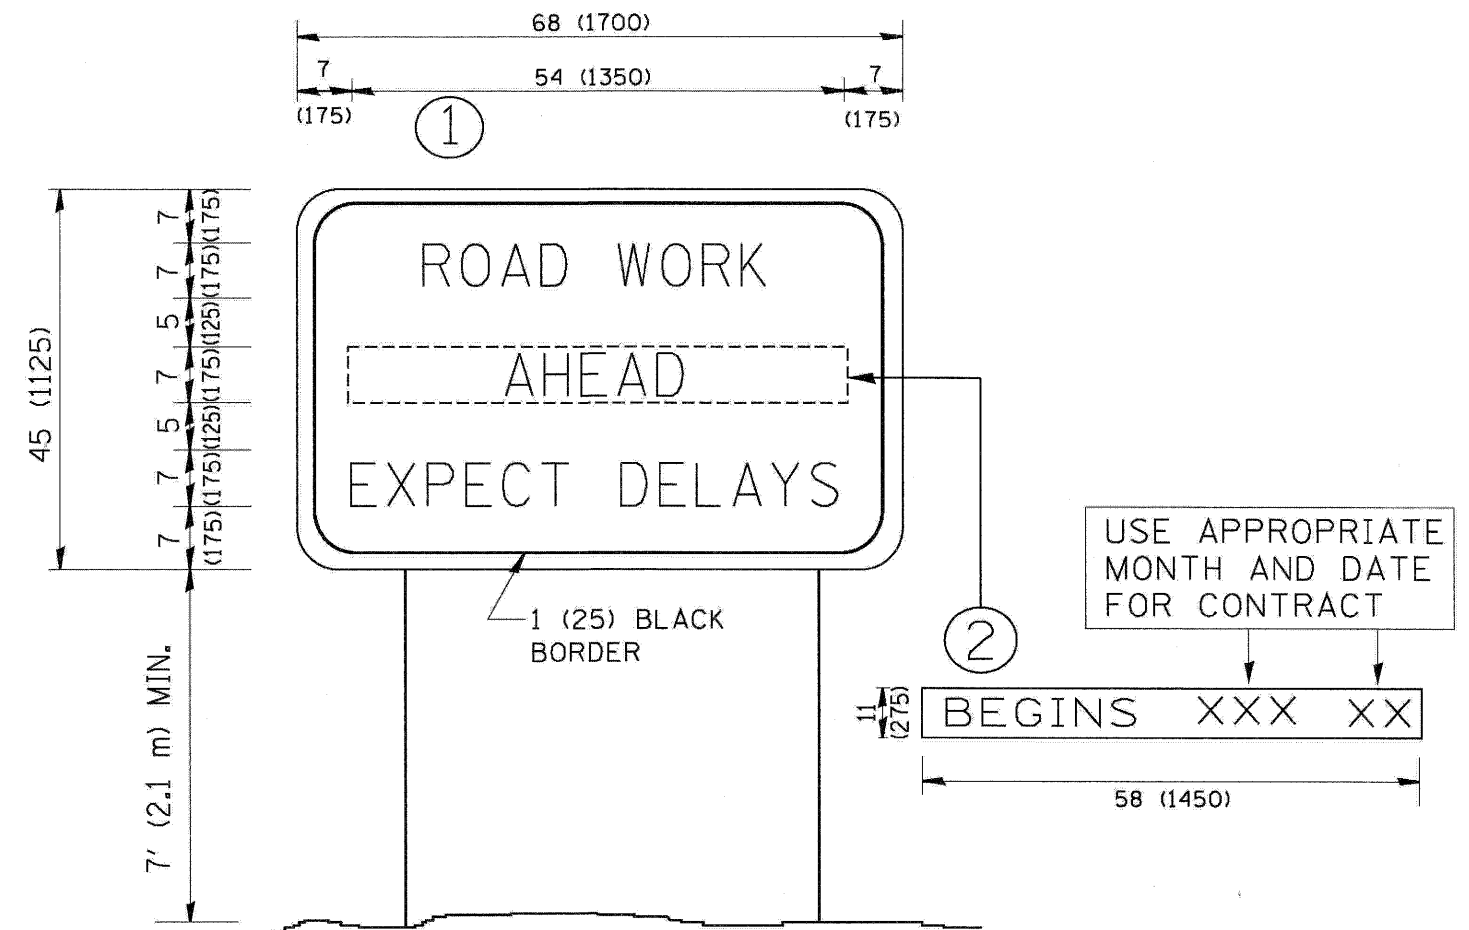 68 (1700)
7
54 (1350)
7
(175)
(175)
1
7
(175)
7
(175)
5
(125)
7
(175)
5
(125)
7
(175)
7
(175)
45 (1125)
ROAD WORK
AHEAD
EXPECT DELAYS
1 (25) BLACK
BORDER
7' (2.1 m) MIN.
USE APPROPRIATE
MONTH AND DATE
FOR CONTRACT
2
11
(275)
BEGINS XXX XX
58 (1450)